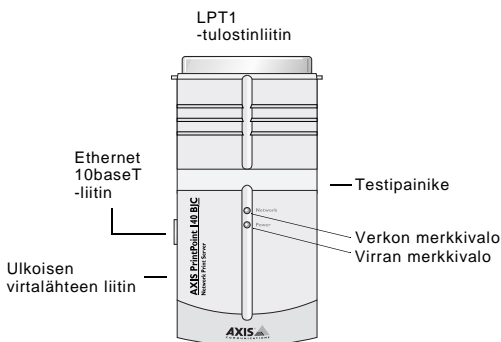 LPT1
-tulostinliitin
Ethernet
10baseT
-liitin
Testipainike
Network
Power
Verkon merkkivalo
Virran merkkivalo
Ulkoisen
virtalähteen liitin
AXIS PrintPoint 140 BJC
Network Print Server
AXIS
COMMUNICATIONS